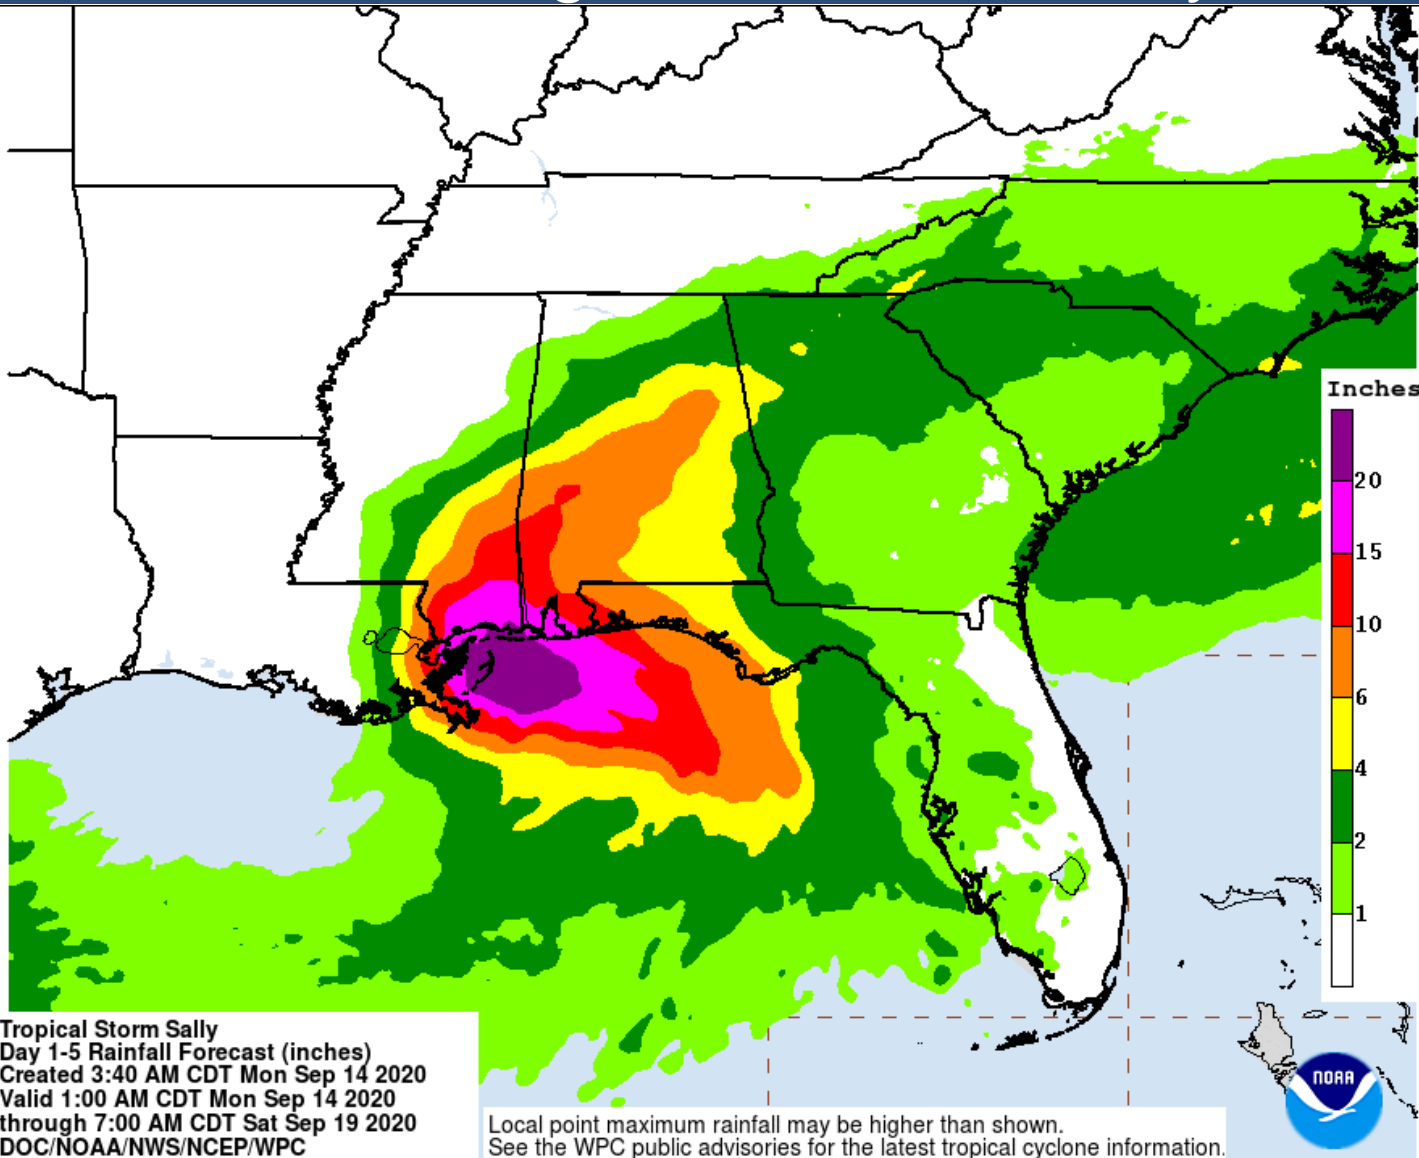 Inches
20
15
10
6
4
2
1
Tropical Storm Sally
Day 1-5 Rainfall Forecast (inches)
Created 3:40 AM CDT Mon Sep 14 2020
Valid 1:00 AM CDT Mon Sep 14 2020
through 7:00 AM CDT Sat Sep 19 2020
DOC/NOAA/NWS/NCEP/WPC
Local point maximum rainfall may be higher than shown.
See the WPC public advisories for the latest tropical cyclone information.
NOAA